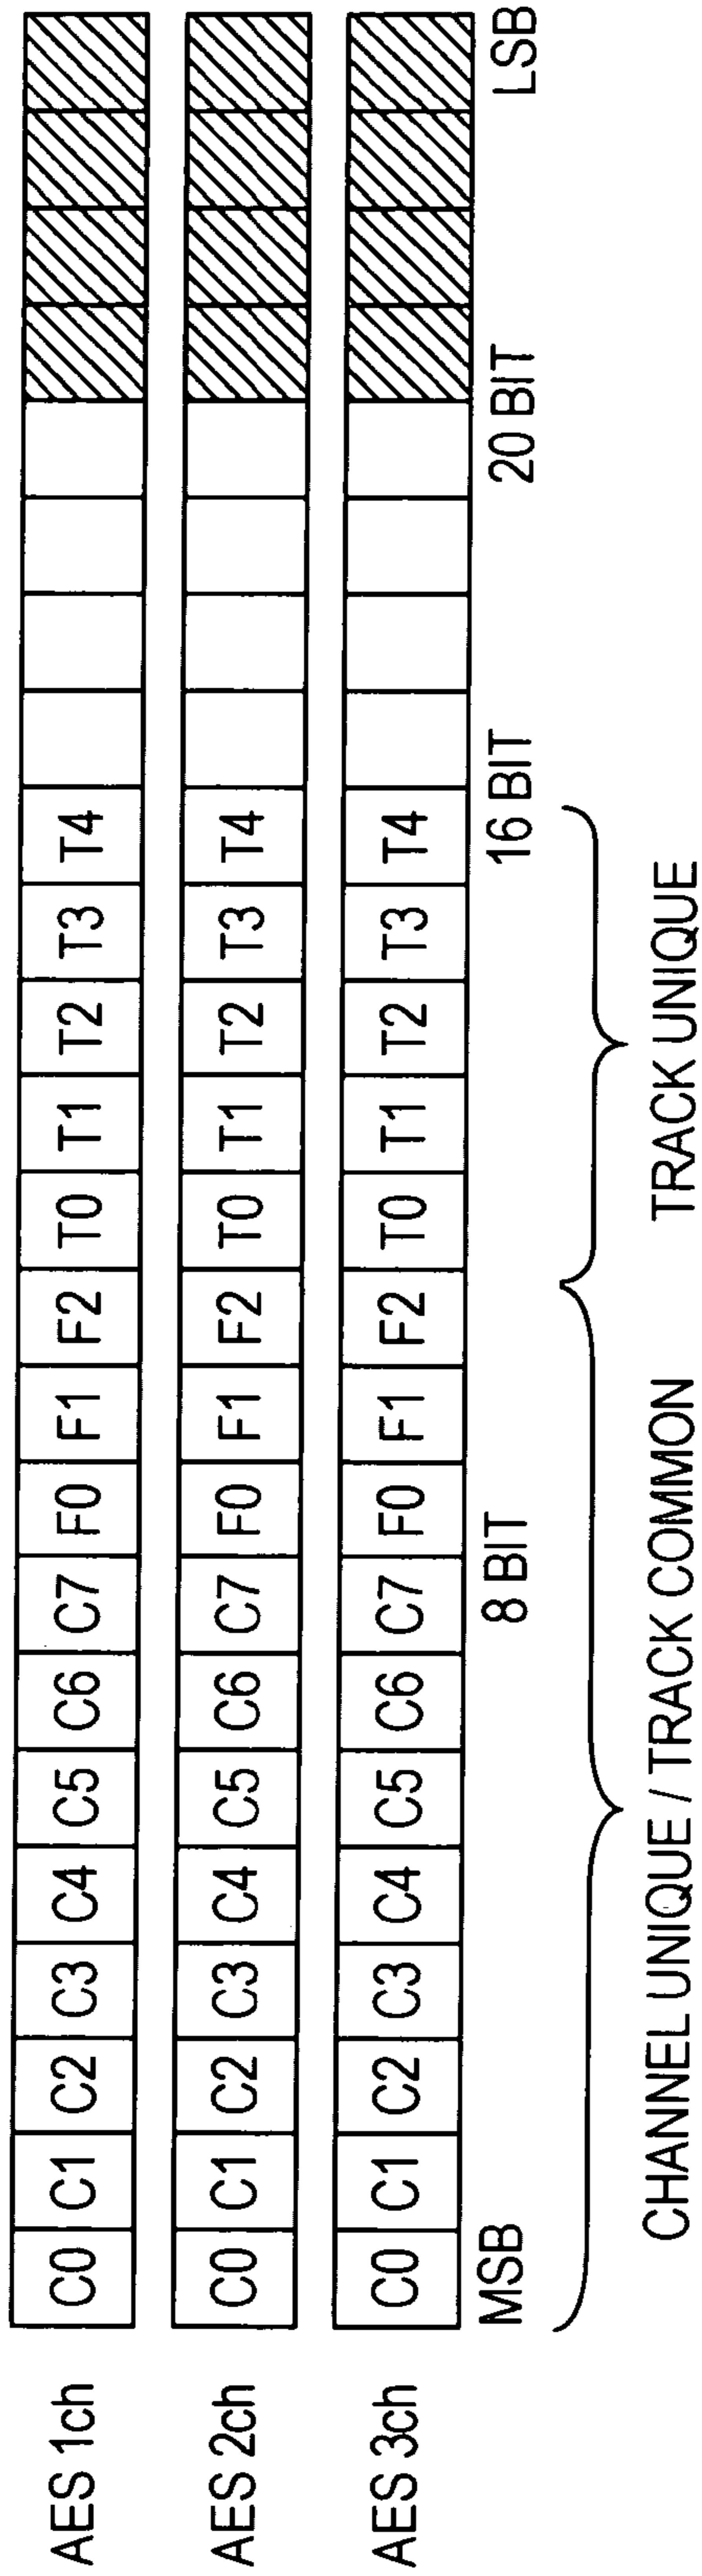 AES 1ch C0 C1 C2 C3 C4 C5 C6 C7 F0 F1 F2 T0 T1 T2 T3 T4
AES 2ch C0 C1 C2 C3 C4 C5 C6 C7 F0 F1 F2 T0 T1 T2 T3 T4
AES 3ch C0 C1 C2 C3 C4 C5 C6 C7 F0 F1 F2 T0 T1 T2 T3 T4
MSB 8 BIT 16 BIT 20 BIT LSB
CHANNEL UNIQUE / TRACK COMMON TRACK UNIQUE